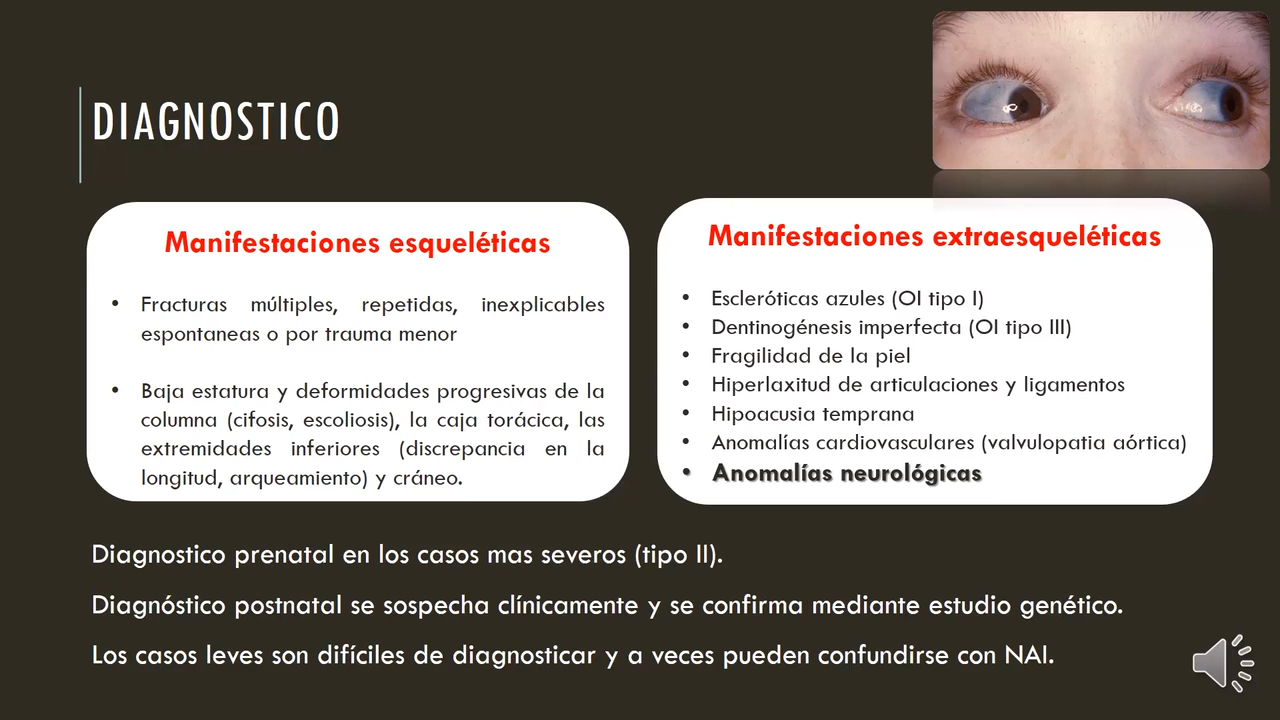 DIAGNOSTICO
Manifestaciones esqueléticas
• Fracturas múltiples, repetidas, inexplicables
espontaneas o por trauma menor
• Baja estatura y deformidades progresivas de la
columna (cifosis, escoliosis), la caja torácica, las
extremidades inferiores (discrepancia en la
longitud, arqueamiento) y cráneo.
Manifestaciones extraesqueléticas
• Escleróticas azules (OI tipo I)
• Dentinogénesis imperfecta (OI tipo III)
• Fragilidad de la piel
• Hiperlaxitud de articulaciones y ligamentos
• Hipoacusia temprana
• Anomalías cardiovasculares (valvulopatia aórtica)
• Anomalías neurológicas
Diagnostico prenatal en los casos mas severos (tipo II).
Diagnóstico postnatal se sospecha clínicamente y se confirma mediante estudio genético.
Los casos leves son difíciles de diagnosticar y a veces pueden confundirse con NAI.